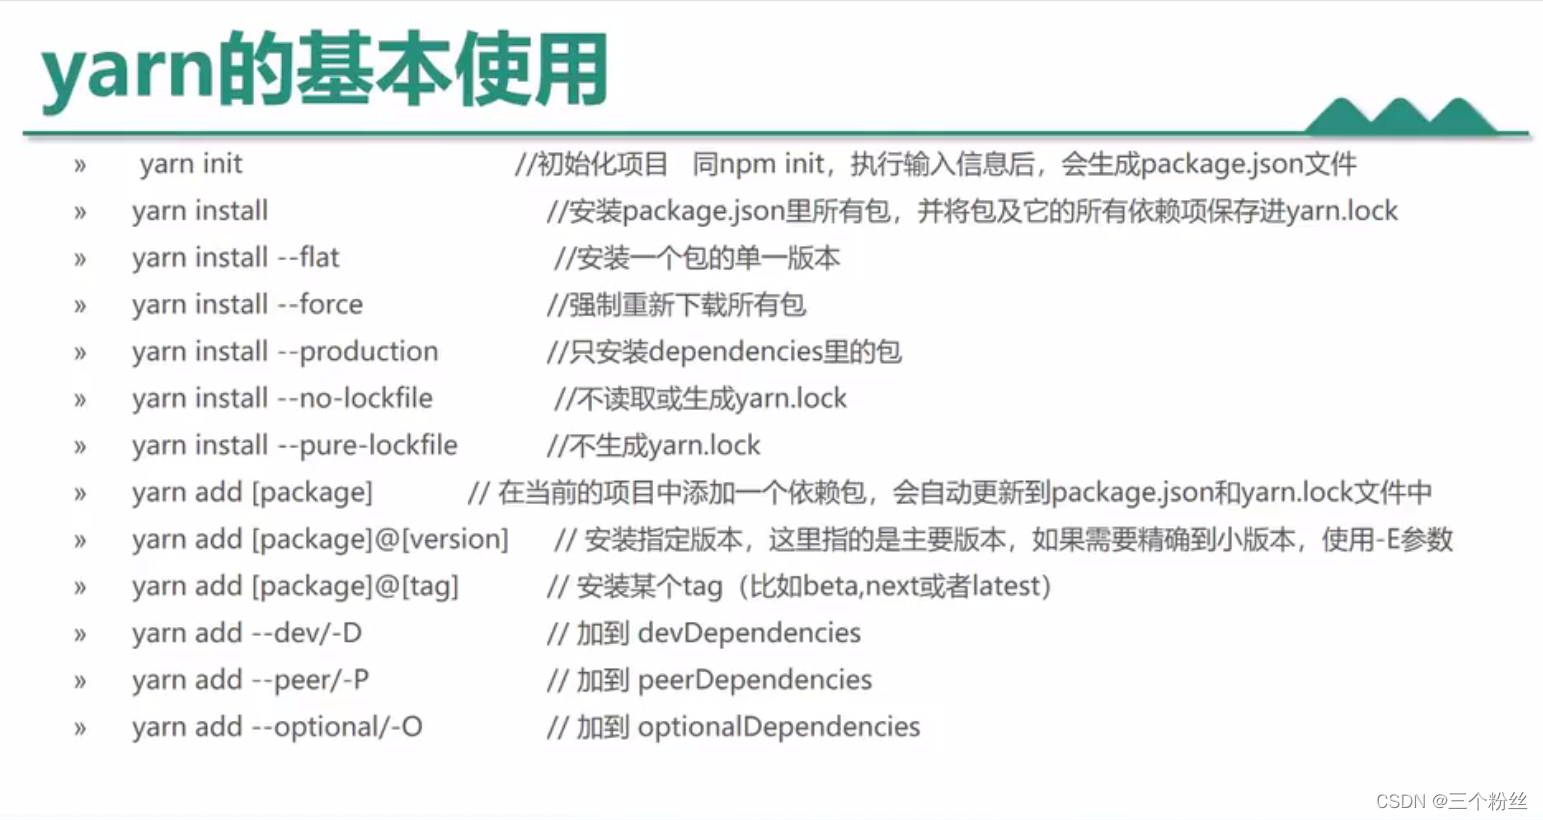 yarn的基本使用
» yarn init //初始化项目 同npm init，执行输入信息后，会生成package.json文件
» yarn install //安装package.json里所有包，并将包及它的所有依赖项保存进yarn.lock
» yarn install --flat //安装一个包的单一版本
» yarn install --force //强制重新下载所有包
» yarn install --production //只安装dependencies里的包
» yarn install --no-lockfile //不读取或生成yarn.lock
» yarn install --pure-lockfile //不生成yarn.lock
» yarn add [package] // 在当前的项目中添加一个依赖包，会自动更新到package.json和yarn.lock文件中
» yarn add [package]@[version] // 安装指定版本，这里指的是主要版本，如果需要精确到小版本，使用-E参数
» yarn add [package]@[tag] // 安装某个tag（比如beta,next或者latest）
» yarn add --dev/-D // 加到 devDependencies
» yarn add --peer/-P // 加到 peerDependencies
» yarn add --optional/-O // 加到 optionalDependencies
CSDN @三个粉丝